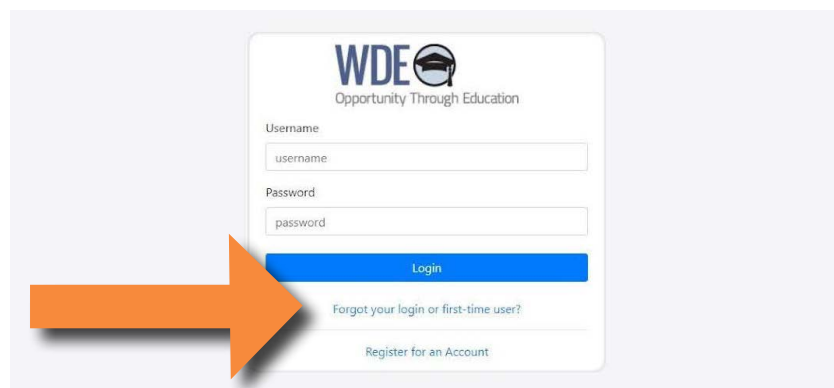 WDE
Opportunity Through Education
Username
username
Password
password
Login
Forgot your login or first-time user?
Register for an Account